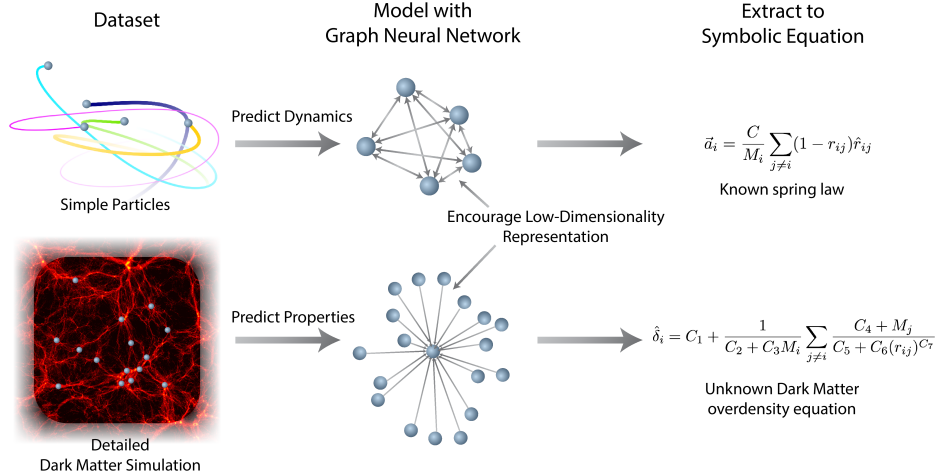 Dataset
Model with
Graph Neural Network
Extract to
Symbolic Equation
Predict Dynamics
Simple Particles
$\vec{a}_i = \frac{C}{M_i} \sum_{j \neq i} (1 - r_{ij}) \hat{r}_{ij}$
Known spring law
Encourage Low-Dimensionality
Representation
Predict Properties
Detailed
Dark Matter Simulation
$\hat{\delta}_i = C_1 + \frac{1}{C_2 + C_3 M_i} \sum_{j \neq i} \frac{C_4 + M_j}{C_5 + C_6 (r_{ij})^{C_7}}$
Unknown Dark Matter
overdensity equation